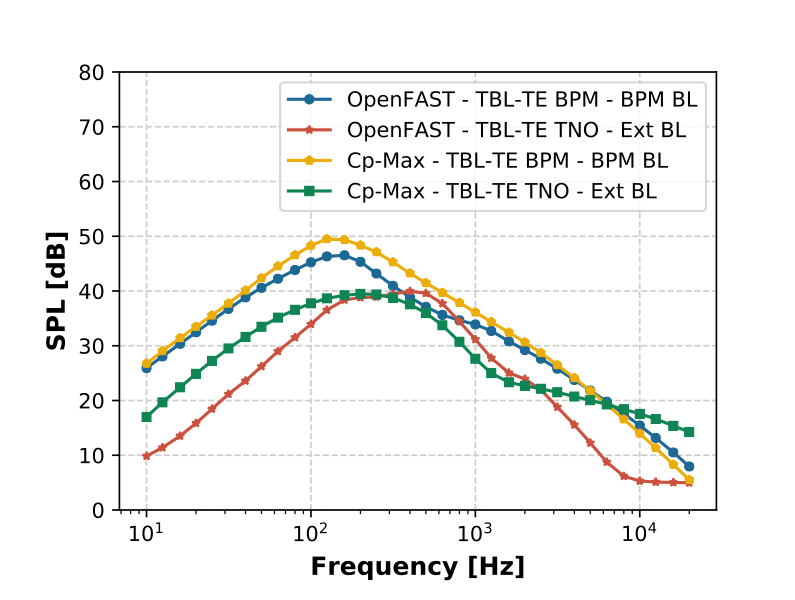 80
70
60
50
40
30
20
10
0
SPL [dB]
OpenFAST - TBL-TE BPM - BPM BL
OpenFAST - TBL-TE TNO - Ext BL
Cp-Max - TBL-TE BPM - BPM BL
Cp-Max - TBL-TE TNO - Ext BL
10¹ 10² 10³ 10⁴
Frequency [Hz]